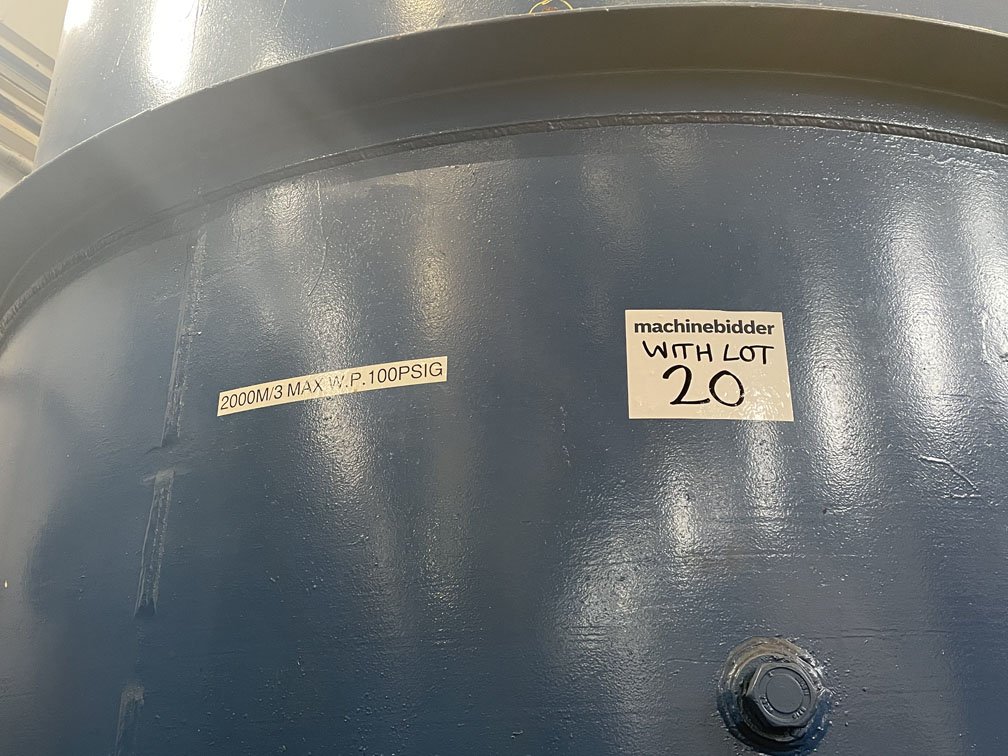 2000M/3 MAX W.P.100PSIG
machinebidder
WITH LOT
20